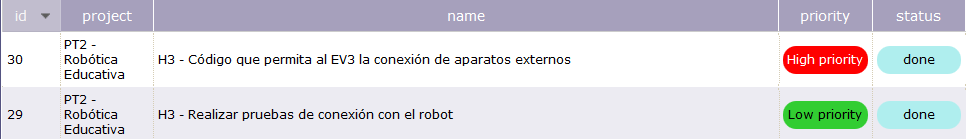 id project name priority status
30 PT2 - Robótica Educativa H3 - Código que permita al EV3 la conexión de aparatos externos High priority done
29 PT2 - Robótica Educativa H3 - Realizar pruebas de conexión con el robot Low priority done